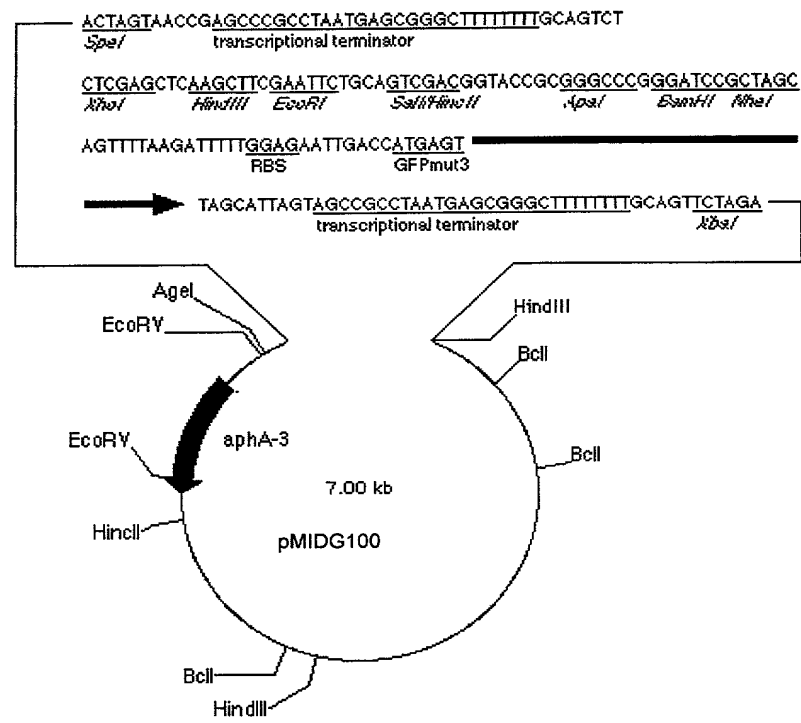 ACTAGTAACCGAGCCCGCCTAATGAGCGGGCTTTTTTTTGCAGTCT
SpeI transcriptional terminator
CTCGAGCTCAAGCTTCGAATTCTGCAGTCGACGGTACCGCGGGCCCGGGATCCGCTAGC
XhoI HindIII EcoRI SalI/HincII ApaI BamHI NheI
AGTTTTAAGATTTTTGGAGAATTGACCATGAGT
RBS GFPmut3
TAGCATTAGTAGCCGCCTAATGAGCGGGCTTTTTTTTGCAGTTCTAGA
transcriptional terminator XbaI
AgeI
EcoRV
HindIII
BclI
EcoRV
aphA-3
BclI
7.00 kb
HincII
pMIDG100
BclI
HindIII